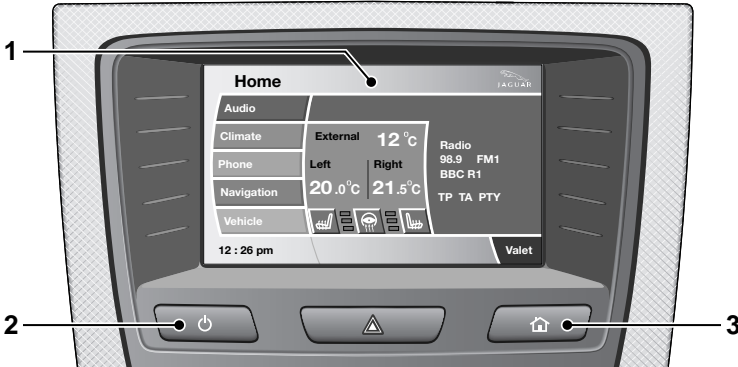 1
Home
JAGUAR
Audio
Climate
External 12 °C
Radio
98.9 FM1
BBC R1
Phone
Left Right
Navigation
20.0°C 21.5°C
TP TA PTY
Vehicle
12 : 26 pm
Valet
2
3